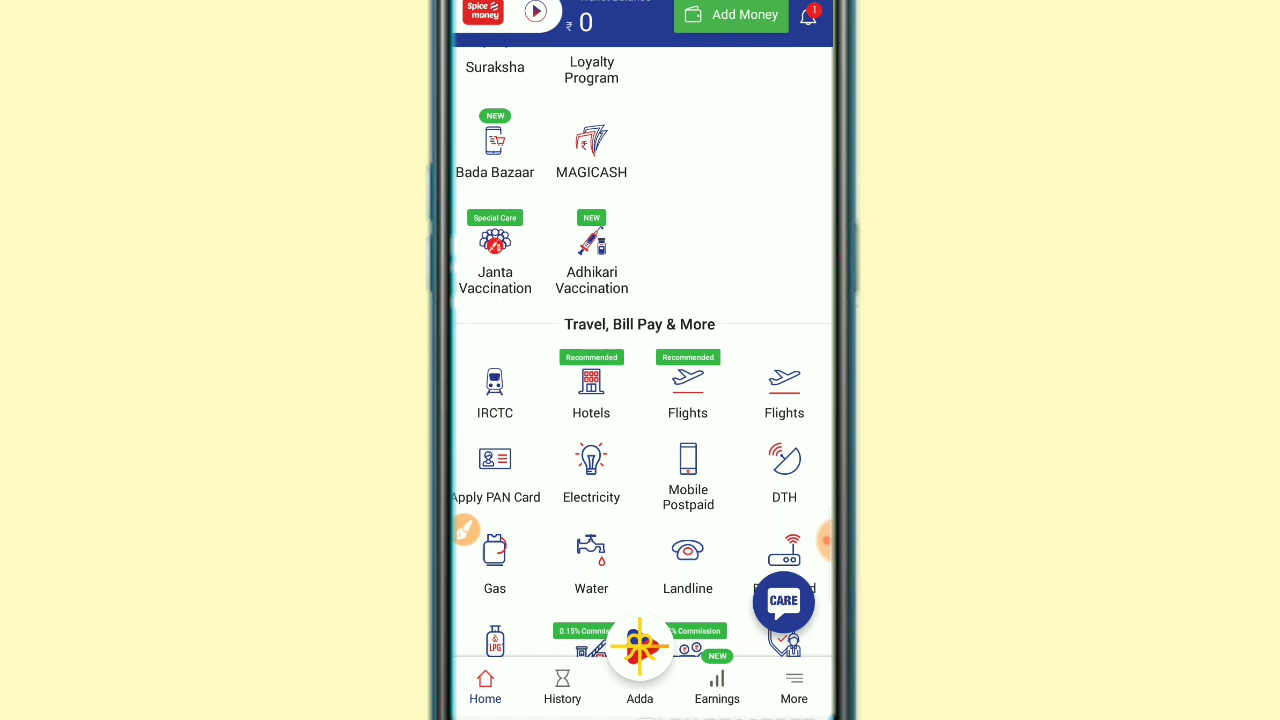 Spice
money
₹ 0
Add Money
1
Suraksha
Loyalty
Program
NEW
Bada Bazaar
MAGICASH
Special Care
NEW
Janta
Vaccination
Adhikari
Vaccination
Travel, Bill Pay & More
Recommended
Recommended
IRCTC
Hotels
Flights
Flights
Apply PAN Card
Electricity
Mobile
Postpaid
DTH
Gas
Water
Landline
CARE
LPG
0.15%
Commission
NEW
Home
History
Adda
Earnings
More